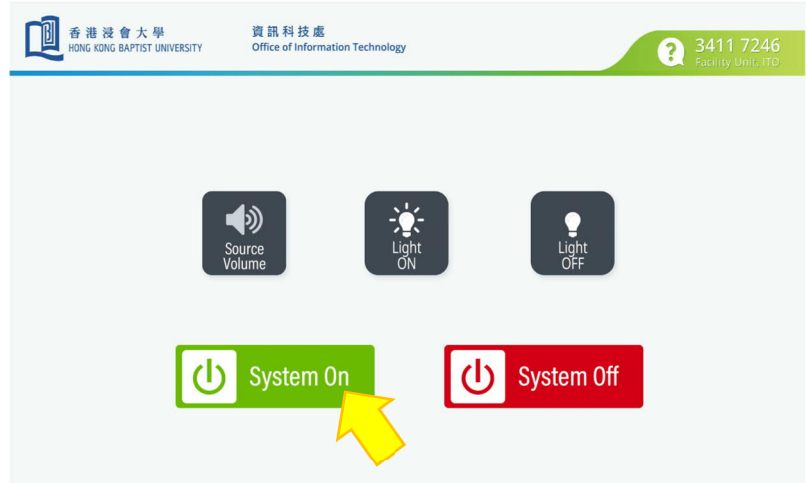 香港浸會大學
HONG KONG BAPTIST UNIVERSITY
資訊科技處
Office of Information Technology
? 3411 7246
Facility Unit, ITO
Source
Volume
Light
ON
Light
OFF
System On
System Off